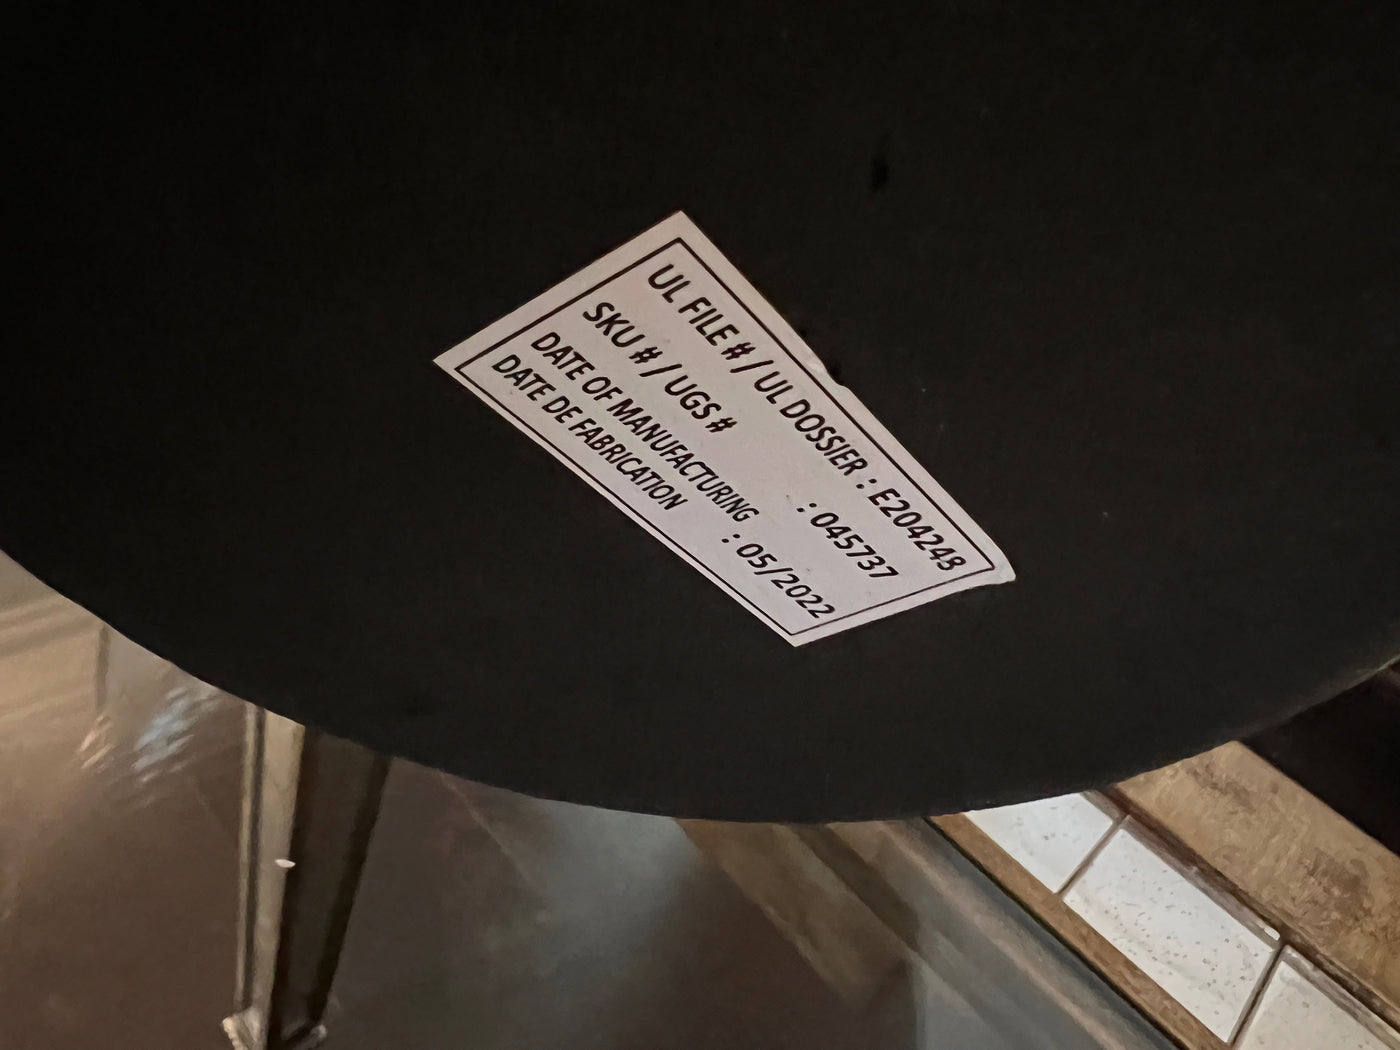 UL FILE # / UL DOSSIER : E204248
SKU # / UGS # : 045737
DATE OF MANUFACTURING
DATE DE FABRICATION : 05/2022